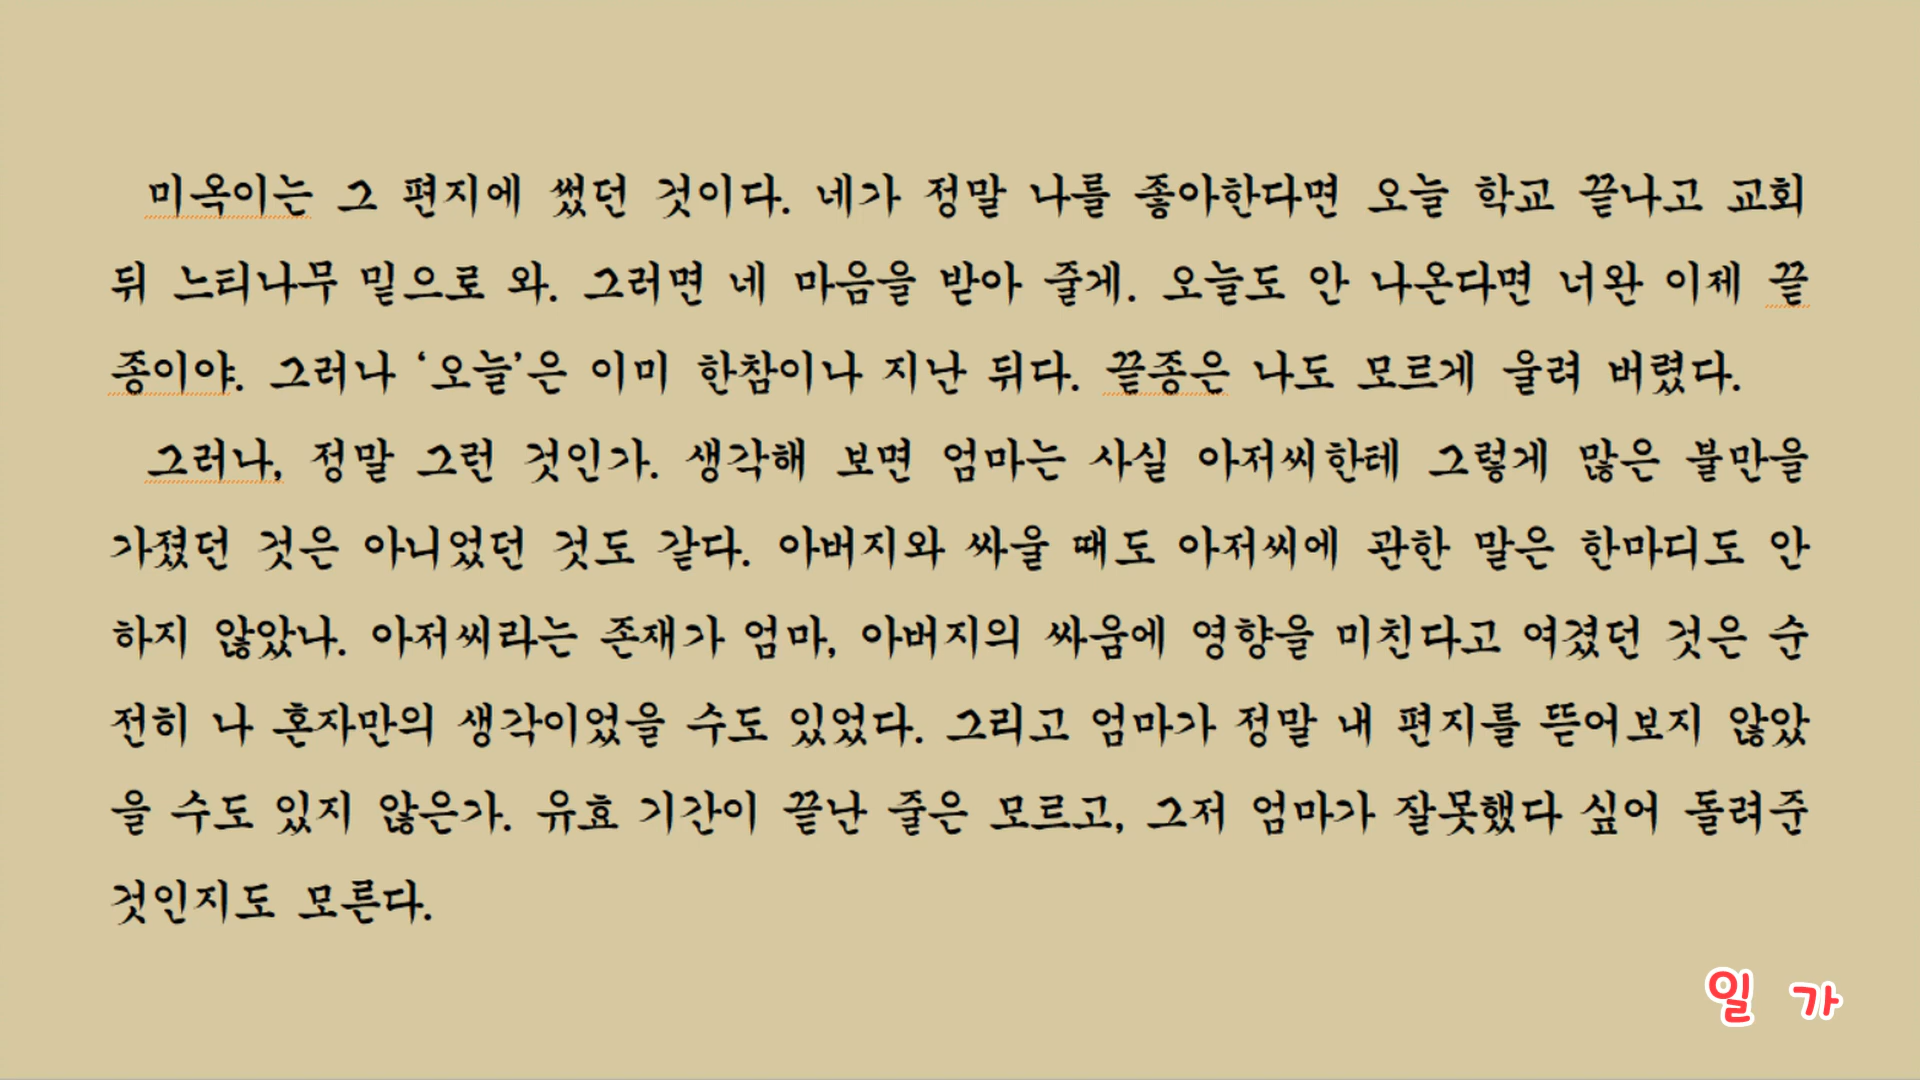 미옥이는 그 편지에 썼던 것이다. 네가 정말 나를 좋아한다면 오늘 학교 끝나고 교회
뒤 느티나무 밑으로 와. 그러면 네 마음을 받아 줄게. 오늘도 안 나온다면 너완 이제 끝
종이야. 그러나 ‘오늘’은 이미 한참이나 지난 뒤다. 끝종은 나도 모르게 울려 버렸다.
그러나, 정말 그런 것인가. 생각해 보면 엄마는 사실 아저씨한테 그렇게 많은 불만을
가졌던 것은 아니었던 것도 같다. 아버지와 싸울 때도 아저씨에 관한 말은 한마디도 안
하지 않았나. 아저씨라는 존재가 엄마, 아버지의 싸움에 영향을 미친다고 여겼던 것은 순
전히 나 혼자만의 생각이었을 수도 있었다. 그리고 엄마가 정말 내 편지를 뜯어보지 않았
을 수도 있지 않은가. 유효 기간이 끝난 줄은 모르고, 그저 엄마가 잘못했다 싶어 돌려준
것인지도 모른다.
일 가